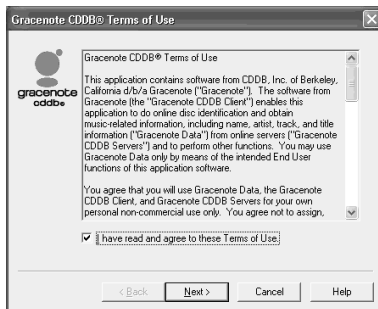 Gracenote CDDB® Terms of Use
gracenote
cddb®
Gracenote CDDB® Terms of Use
This application contains software from CDDB, Inc. of Berkeley,
California d/b/a Gracenote ("Gracenote"). The software from
Gracenote (the "Gracenote CDDB Client") enables this
application to do online disc identification and obtain
music-related information, including name, artist, track, and title
information ("Gracenote Data") from online servers ("Gracenote
CDDB Servers") and to perform other functions. You may use
Gracenote Data only by means of the intended End User
functions of this application software.
You agree that you will use Gracenote Data, the Gracenote
CDDB Client, and Gracenote CDDB Servers for your own
personal non-commercial use only. You agree not to assign,
I have read and agree to these Terms of Use.
< Back
Next >
Cancel
Help